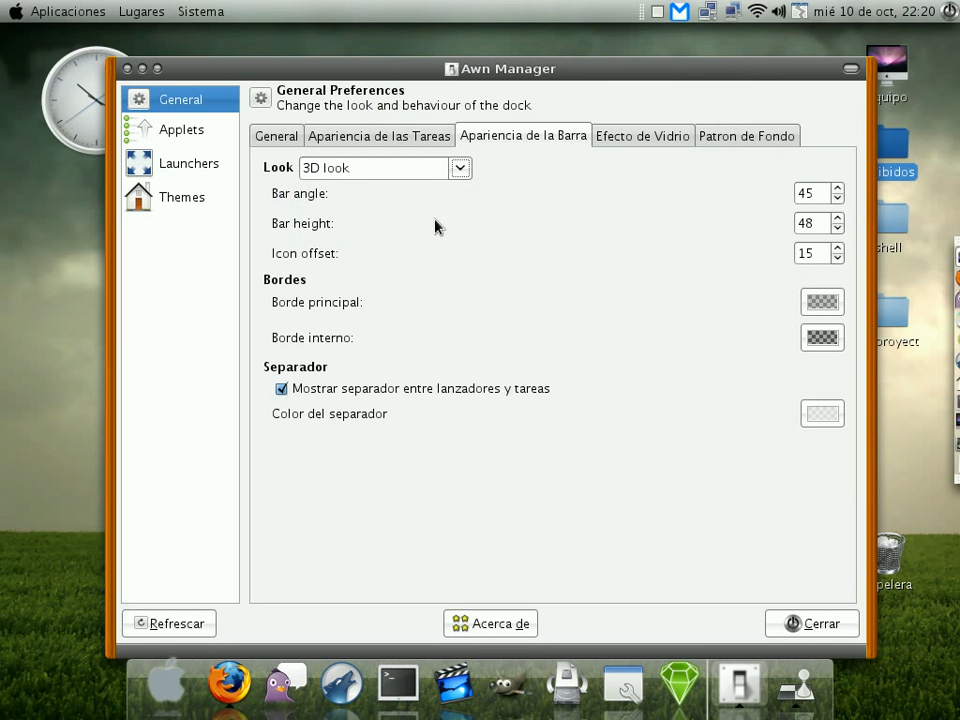 Aplicaciones Lugares Sistema
mié 10 de oct, 22:20
Awn Manager
General
Applets
Launchers
Themes
General Preferences
Change the look and behaviour of the dock
General Apariencia de las Tareas Apariencia de la Barra Efecto de Vidrio Patron de Fondo
Look 3D look
Bar angle: 45
Bar height: 48
Icon offset: 15
Bordes
Borde principal:
Borde interno:
Separador
Mostrar separador entre lanzadores y tareas
Color del separador
Refrescar Acerca de Cerrar
quipo
ibidos
hell
proyect
pelera
>_